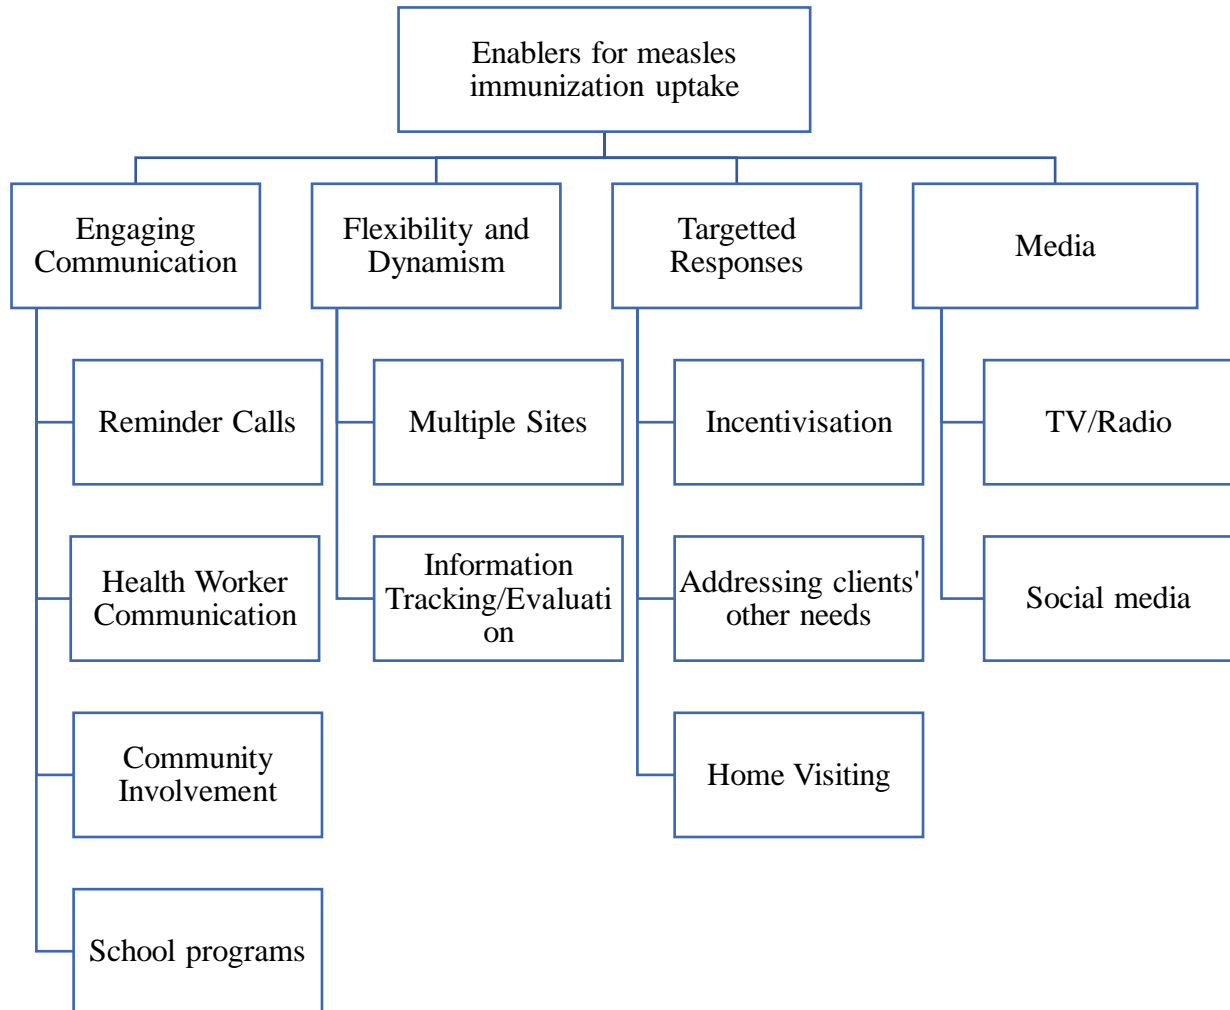 Enablers for measles
immunization uptake
Engaging
Communication
Flexibility and
Dynamism
Targetted
Responses
Media
Reminder Calls
Multiple Sites
Incentivisation
TV/Radio
Health Worker
Communication
Information
Tracking/Evaluati
on
Addressing clients'
other needs
Social media
Community
Involvement
Home Visiting
School programs